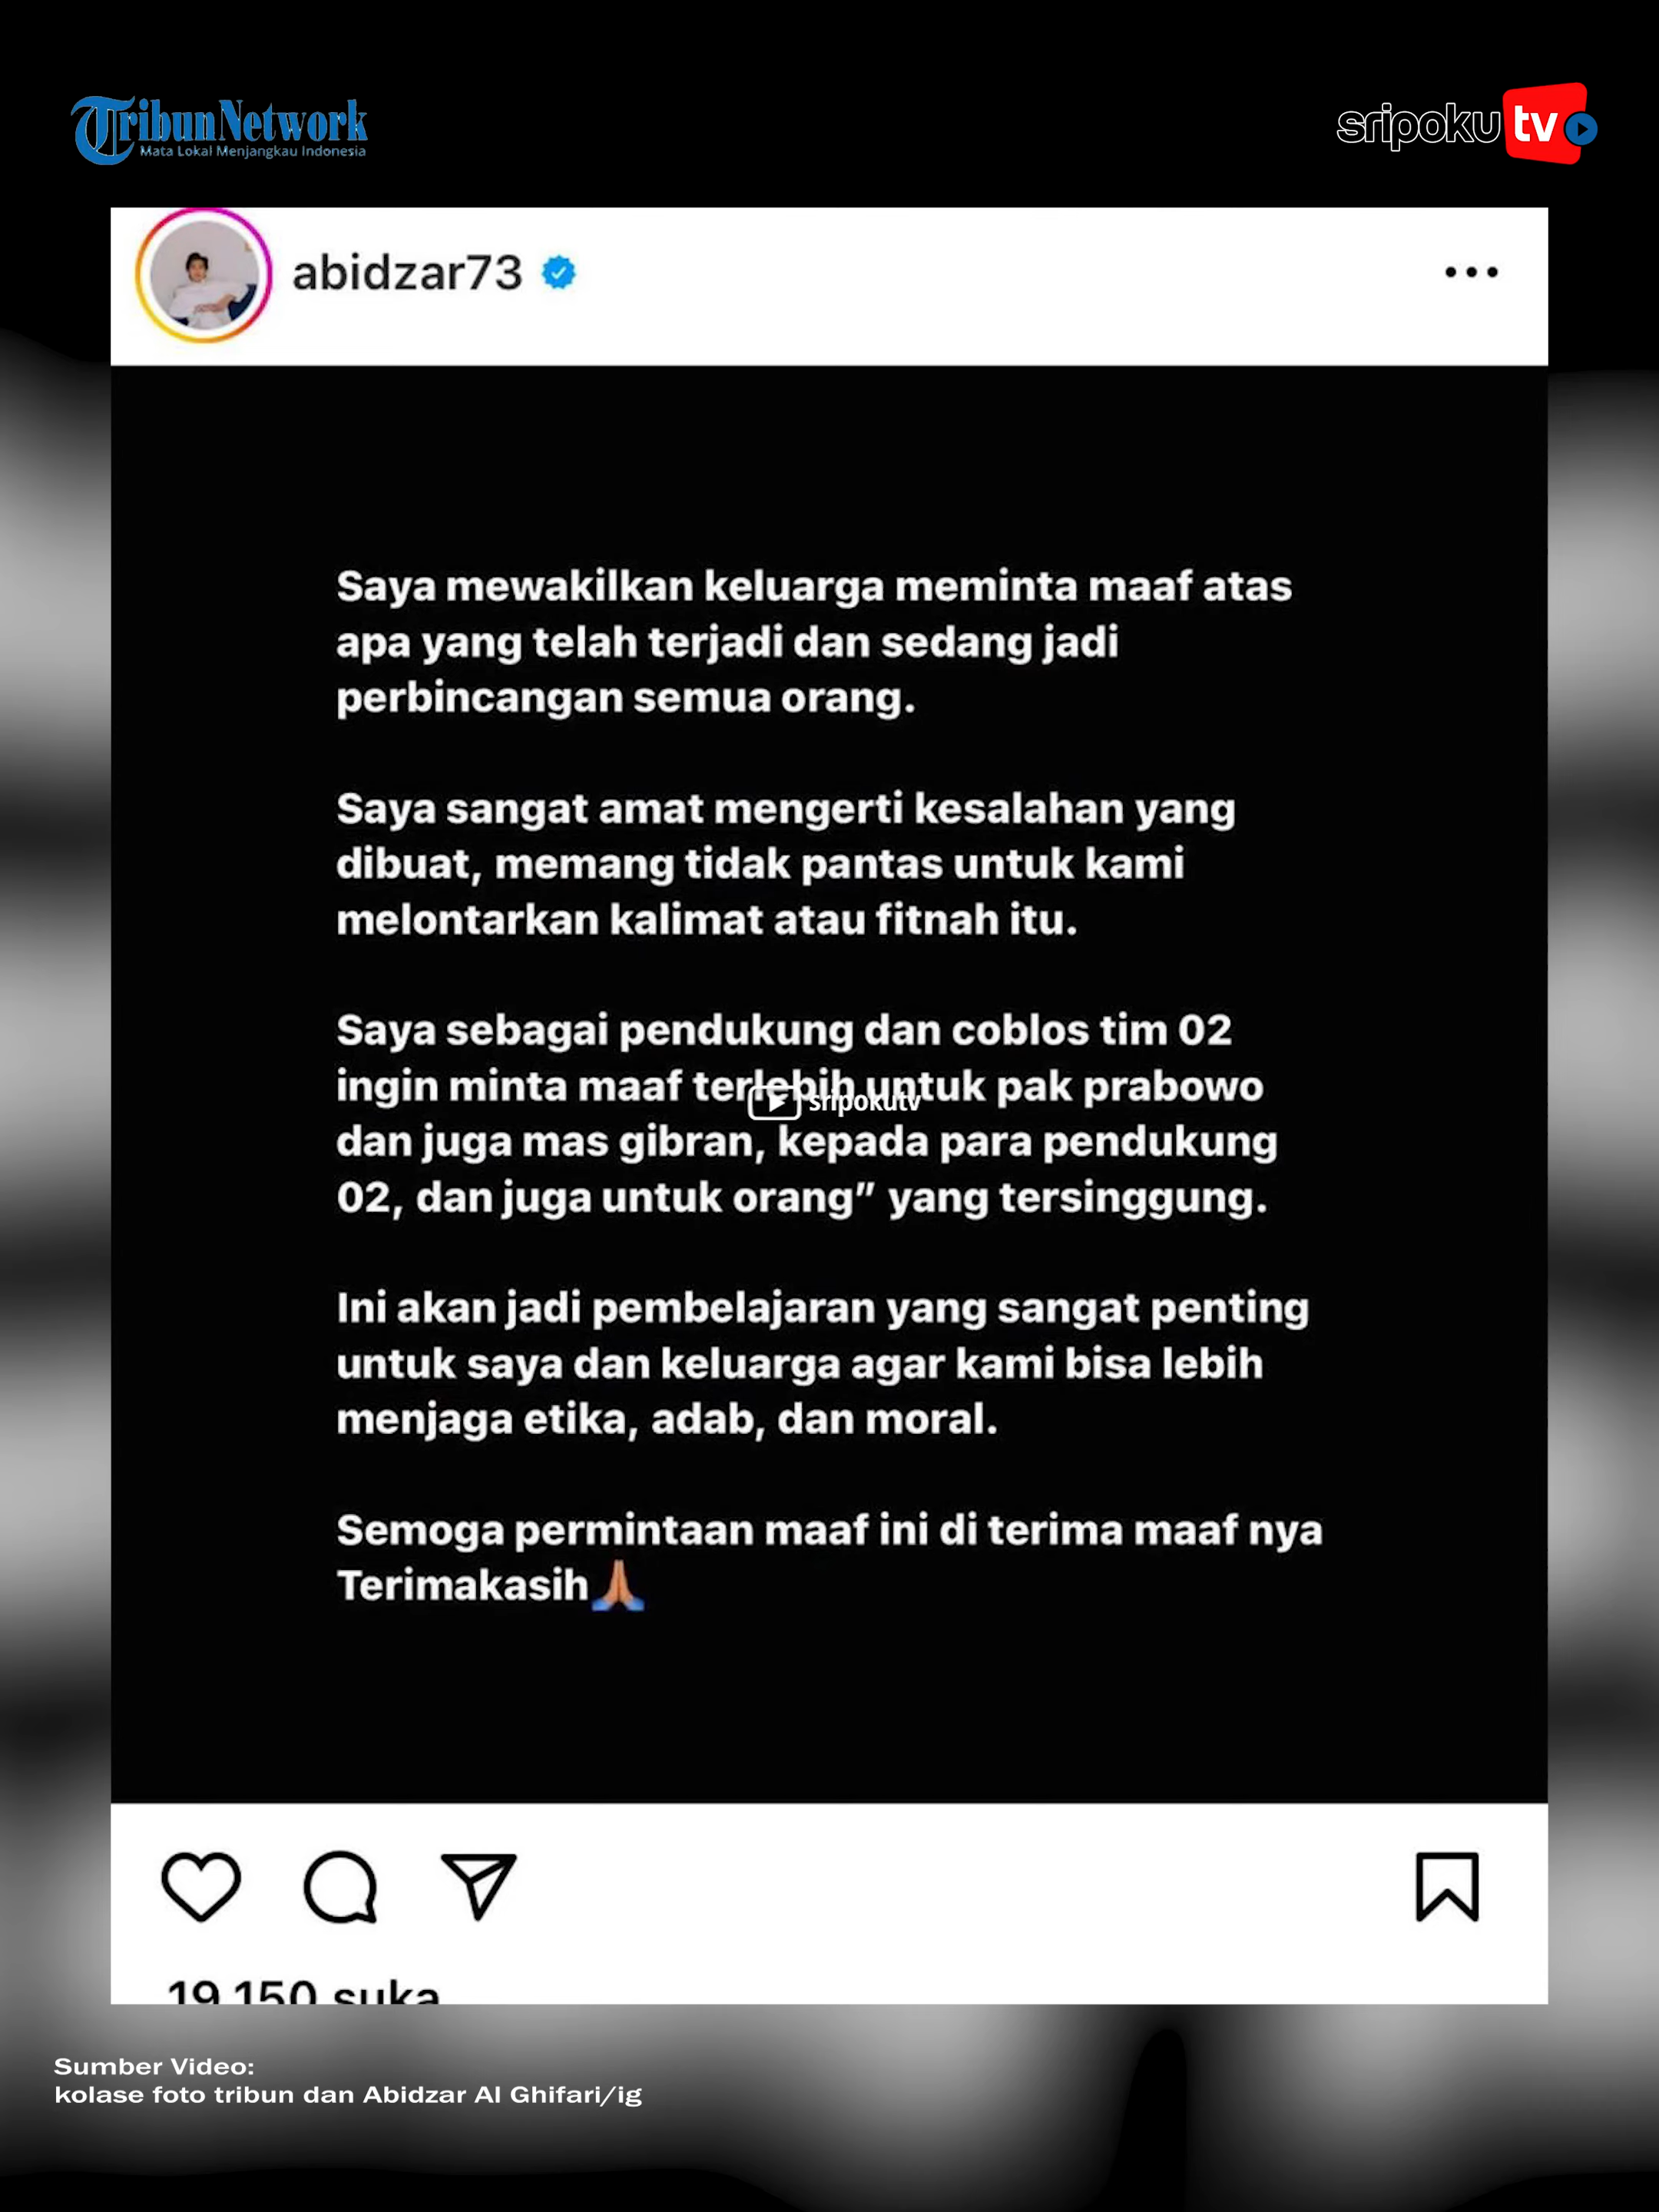 TribunNetwork
Mata Lokal Menjangkau Indonesia
sripoku tv
abidzar73
Saya mewakilkan keluarga meminta maaf atas
apa yang telah terjadi dan sedang jadi
perbincangan semua orang.
Saya sangat amat mengerti kesalahan yang
dibuat, memang tidak pantas untuk kami
melontarkan kalimat atau fitnah itu.
Saya sebagai pendukung dan coblos tim 02
ingin minta maaf terlebih untuk pak prabowo
sripokutv
dan juga mas gibran, kepada para pendukung
02, dan juga untuk orang” yang tersinggung.
Ini akan jadi pembelajaran yang sangat penting
untuk saya dan keluarga agar kami bisa lebih
menjaga etika, adab, dan moral.
Semoga permintaan maaf ini di terima maaf nya
Terimakasih🙏
19.150 suka
Sumber Video:
kolase foto tribun dan Abidzar Al Ghifari/ig